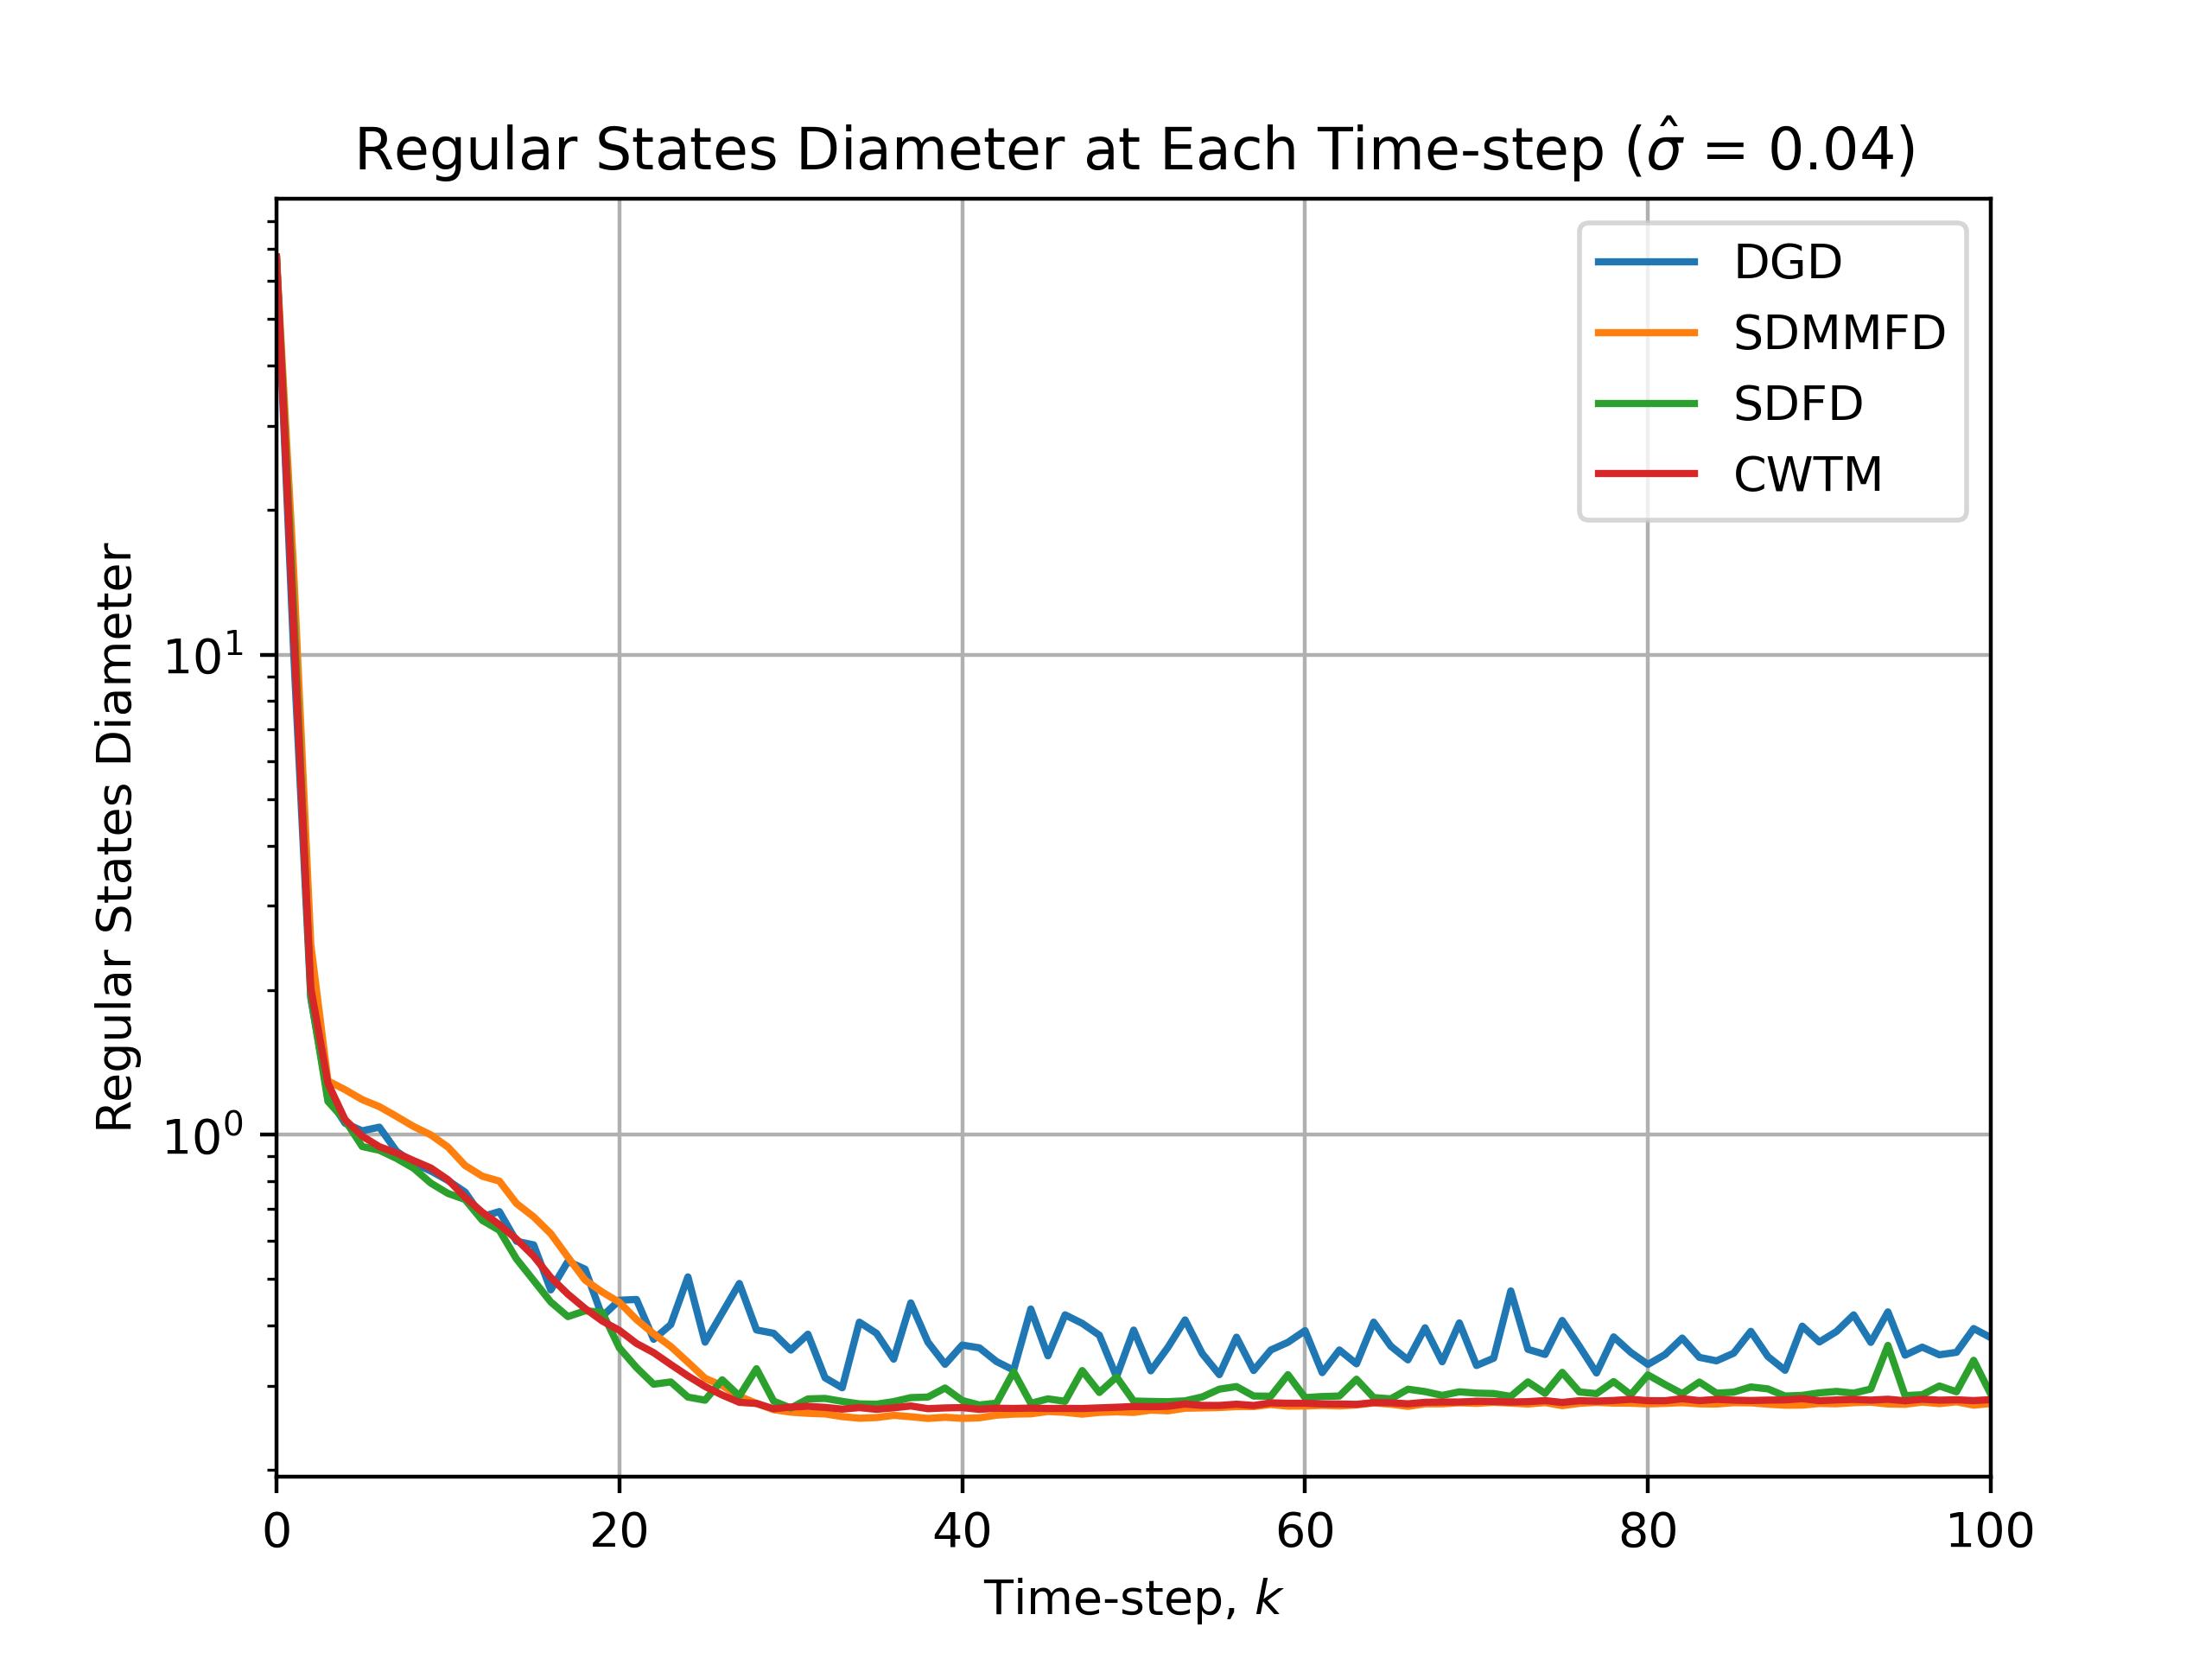 Regular States Diameter at Each Time-step (σ̂ = 0.04)
DGD
SDMMFD
SDFD
CWTM
Regular States Diameter
10¹
10⁰
0 20 40 60 80 100
Time-step, k